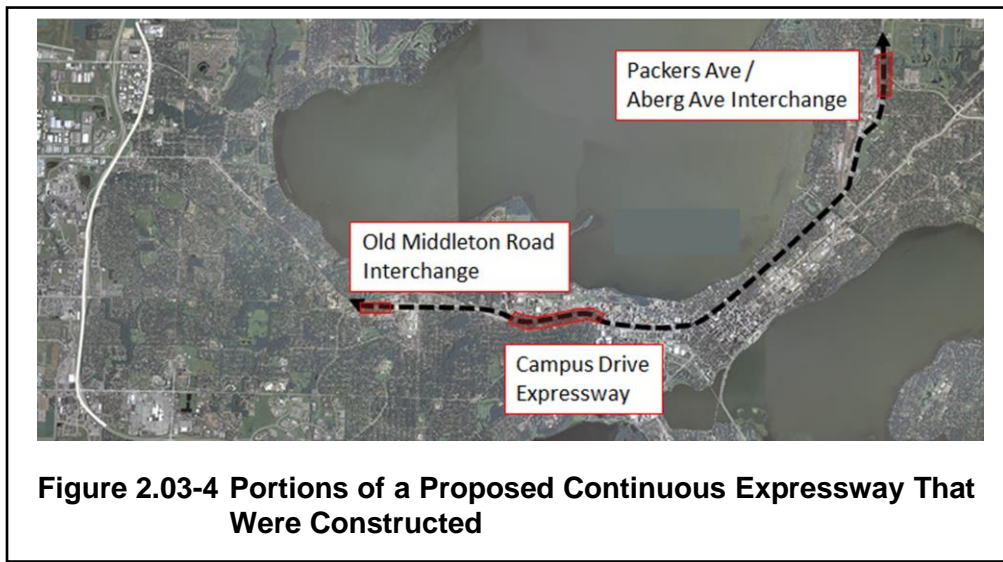 Packers Ave /
Aberg Ave Interchange
Old Middleton Road
Interchange
Campus Drive
Expressway
Figure 2.03-4 Portions of a Proposed Continuous Expressway That
Were Constructed